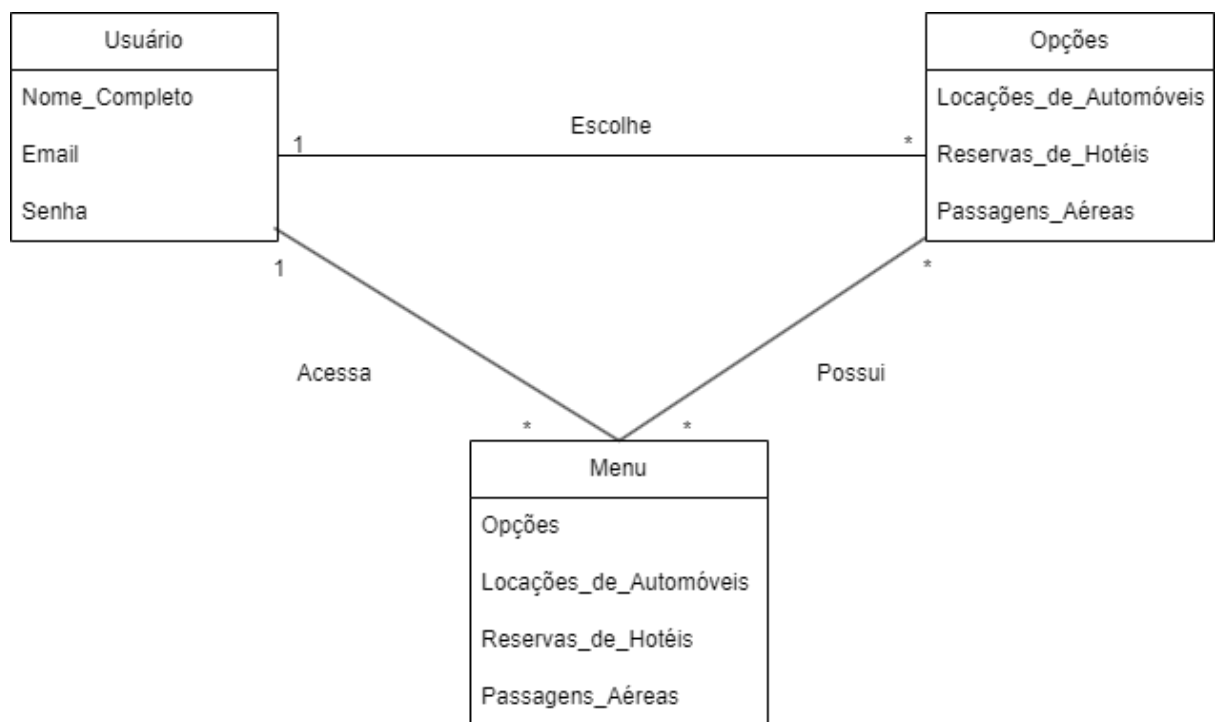 Usuário
Nome_Completo
Email
Senha
Opções
Locações_de_Automóveis
Reservas_de_Hotéis
Passagens_Aéreas
Escolhe
1
*
1
*
Acessa
Possui
*
*
Menu
Opções
Locações_de_Automóveis
Reservas_de_Hotéis
Passagens_Aéreas